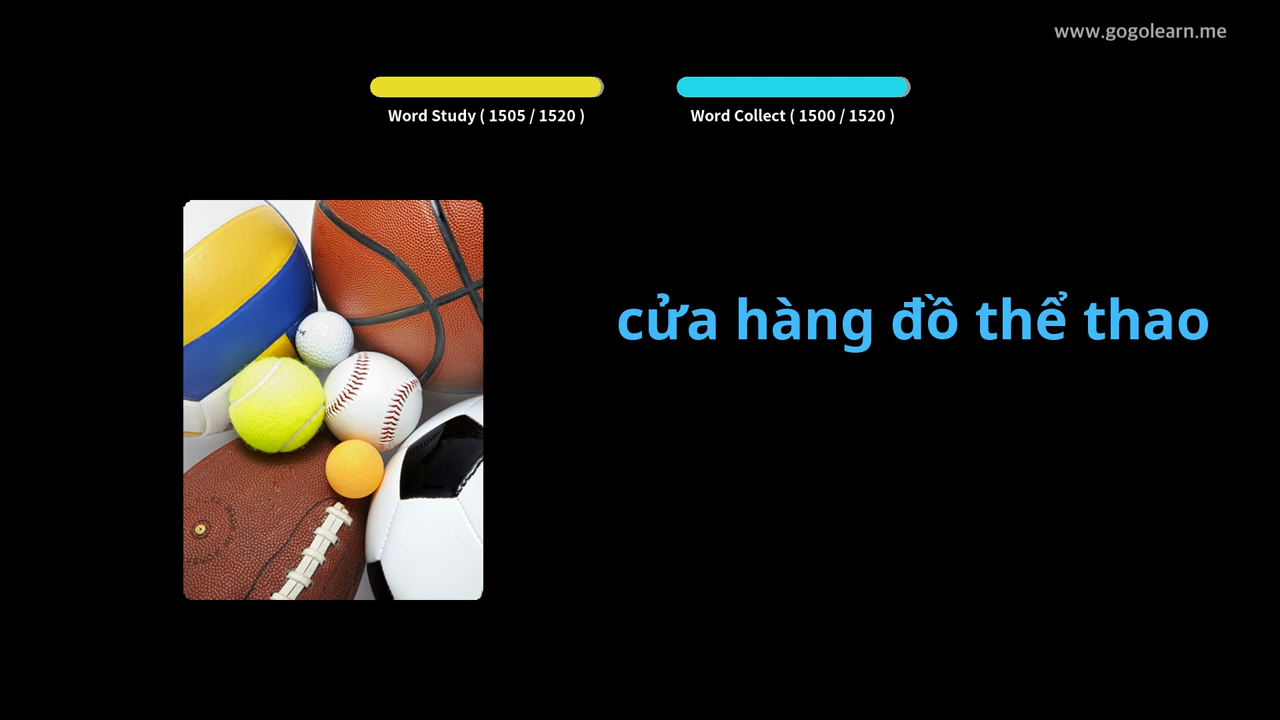 www.gogolearn.me
Word Study ( 1505 / 1520 )
Word Collect ( 1500 / 1520 )
cửa hàng đồ thể thao